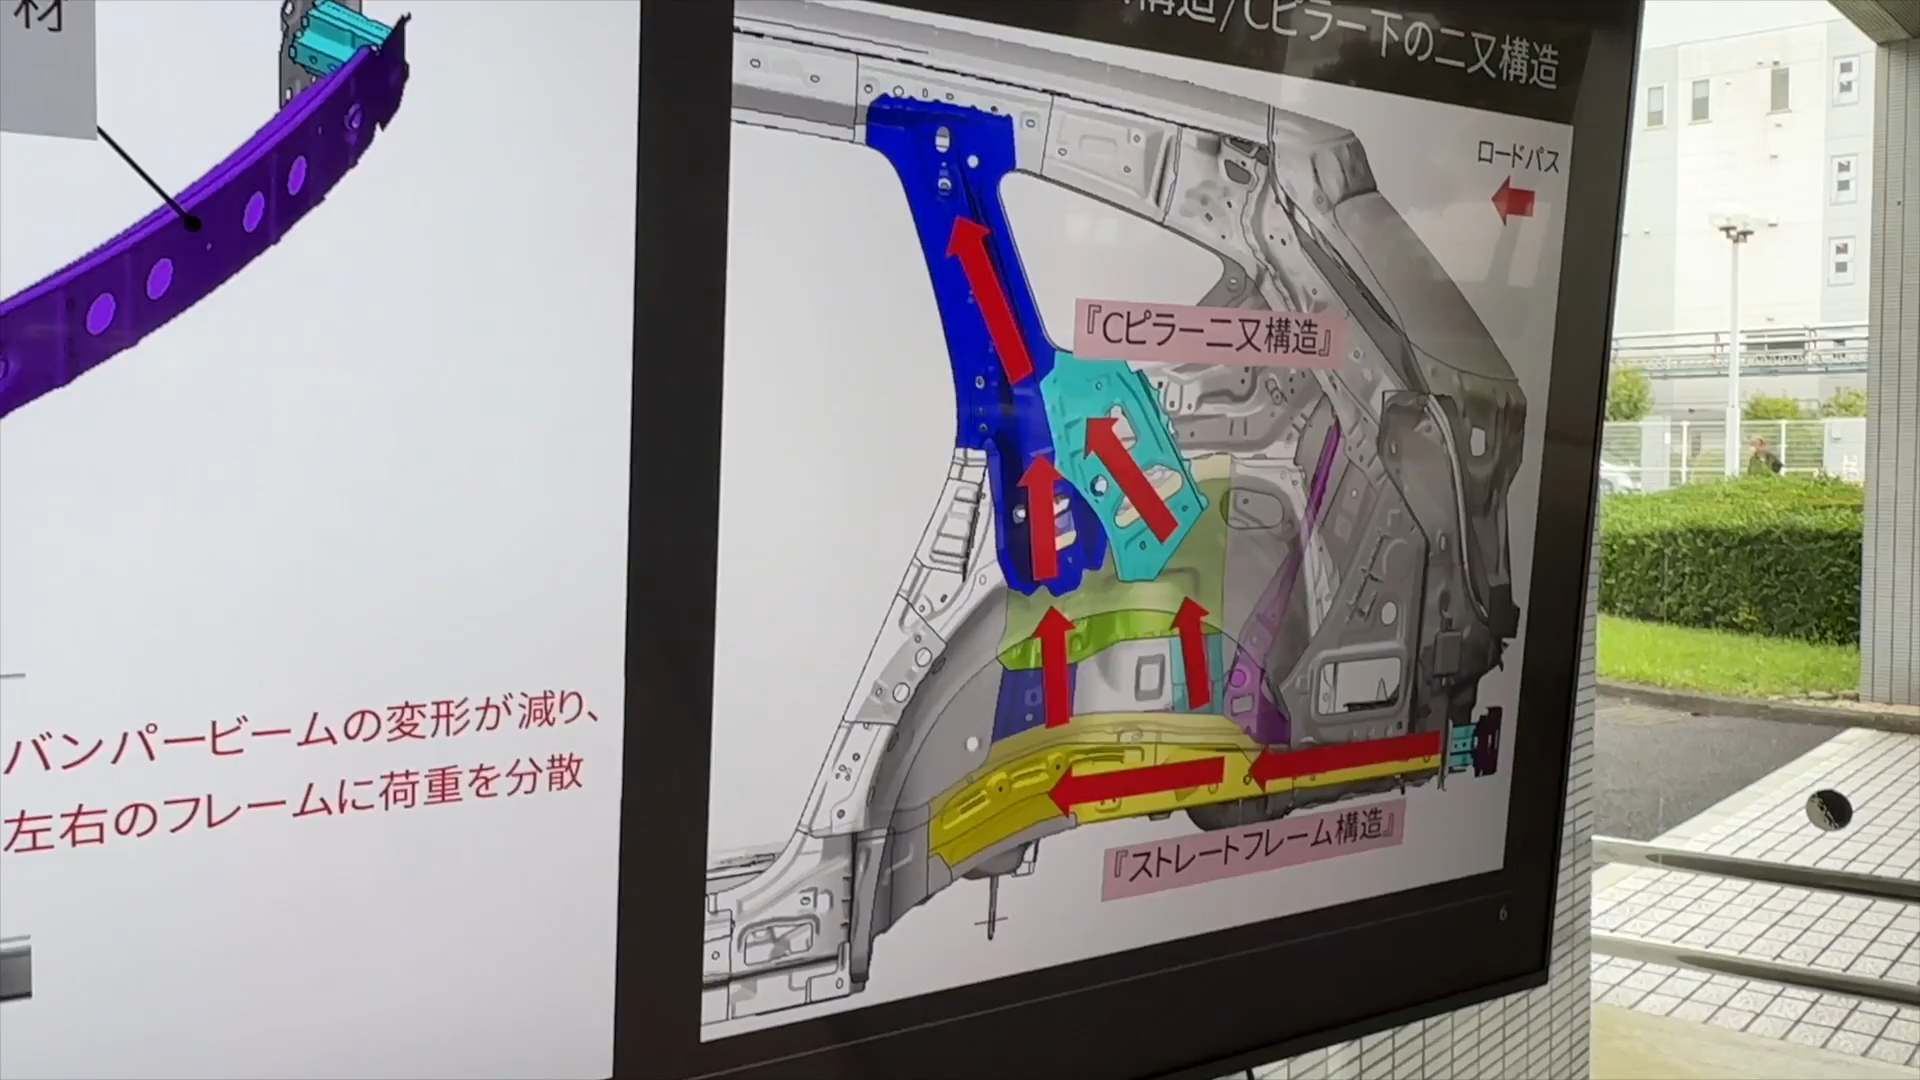 材
バンパービームの変形が減り、
左右のフレームに荷重を分散
構造/Cピラー下の二又構造
ロードパス
『Cピラー二又構造』
『ストレートフレーム構造』
6